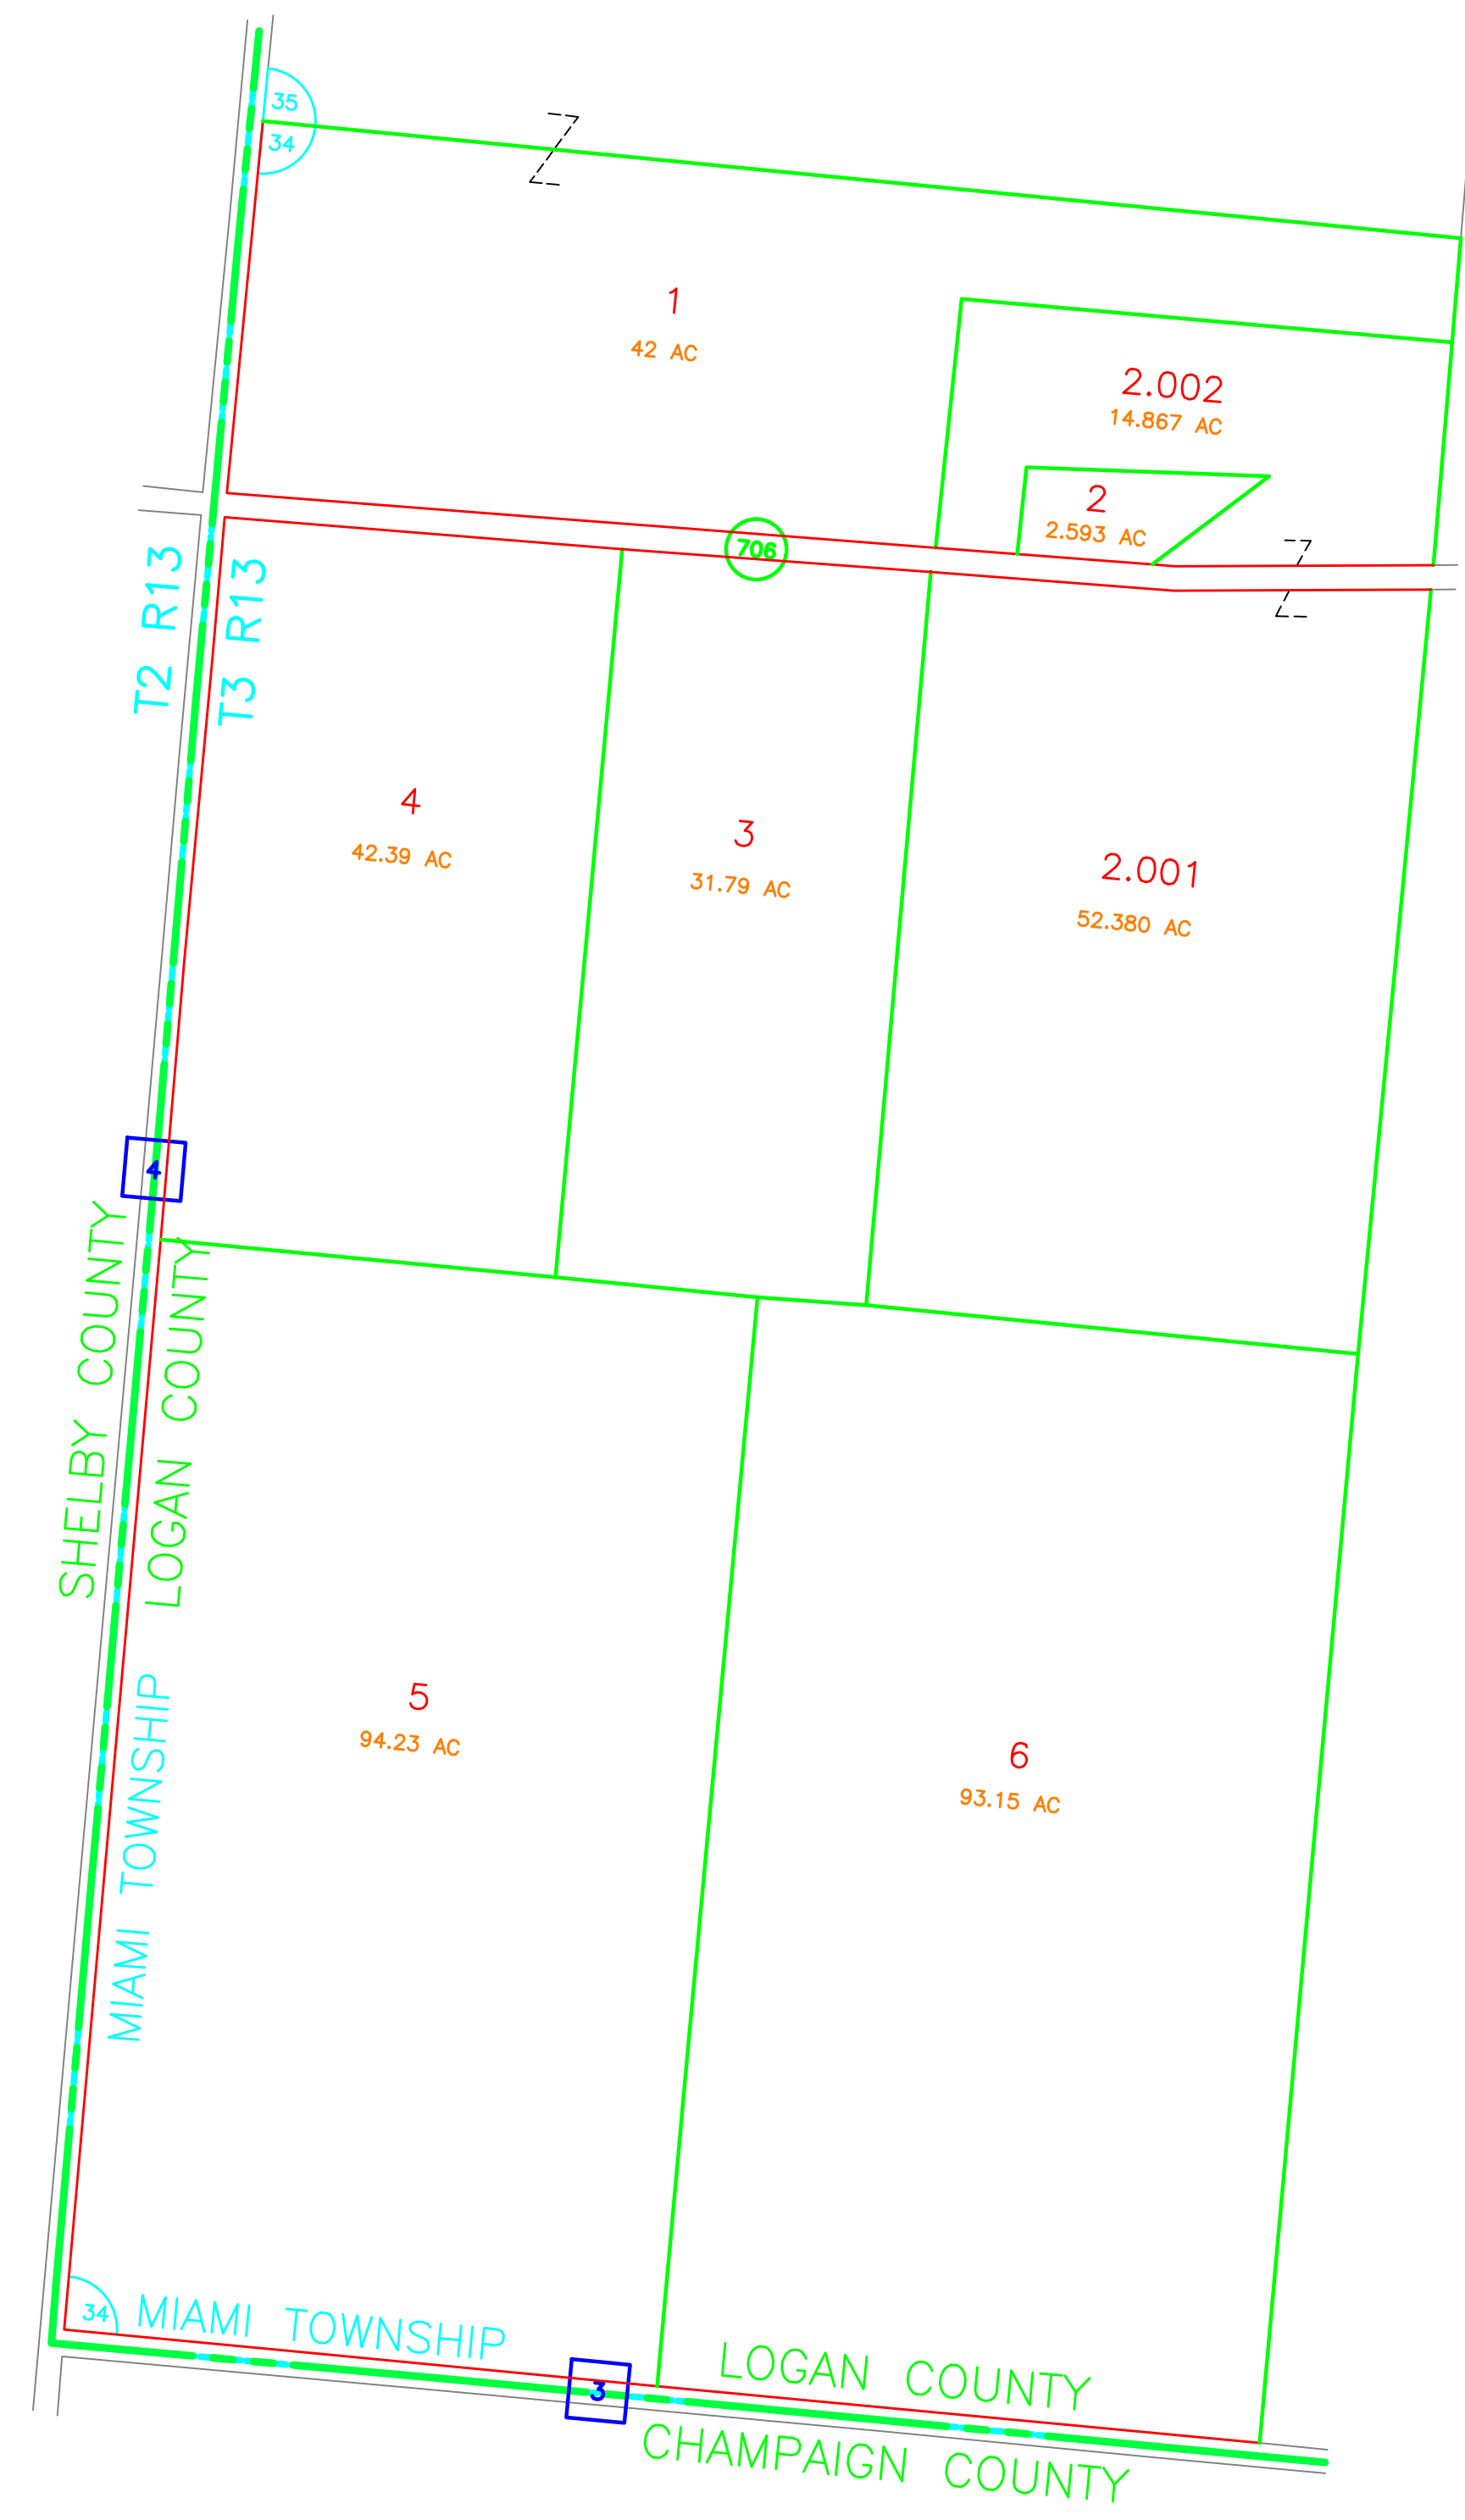 35
34
1
42 AC
2.002
14.867 AC
2
2.593 AC
706
T2 R13
T3 R13
4
42.39 AC
3
31.79 AC
2.001
52.380 AC
4
SHELBY COUNTY
LOGAN COUNTY
5
94.23 AC
6
93.15 AC
MIAMI TOWNSHIP
34
MIAMI TOWNSHIP
3
LOGAN COUNTY
CHAMPAIGN COUNTY